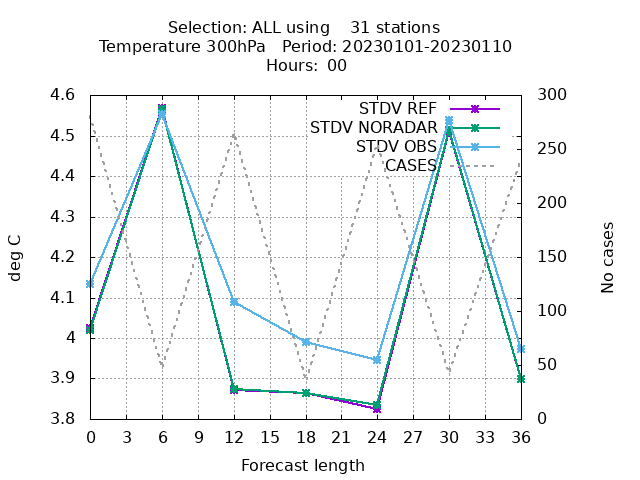 Selection: ALL using    31 stations
Temperature 300hPa   Period: 20230101-20230110
Hours:  00
STDV REF
STDV NORADAR
STDV OBS
CASES
4.6
4.5
4.4
4.3
4.2
4.1
4
3.9
3.8
deg C
300
250
200
150
100
50
0
No cases
0 3 6 9 12 15 18 21 24 27 30 33 36
Forecast length